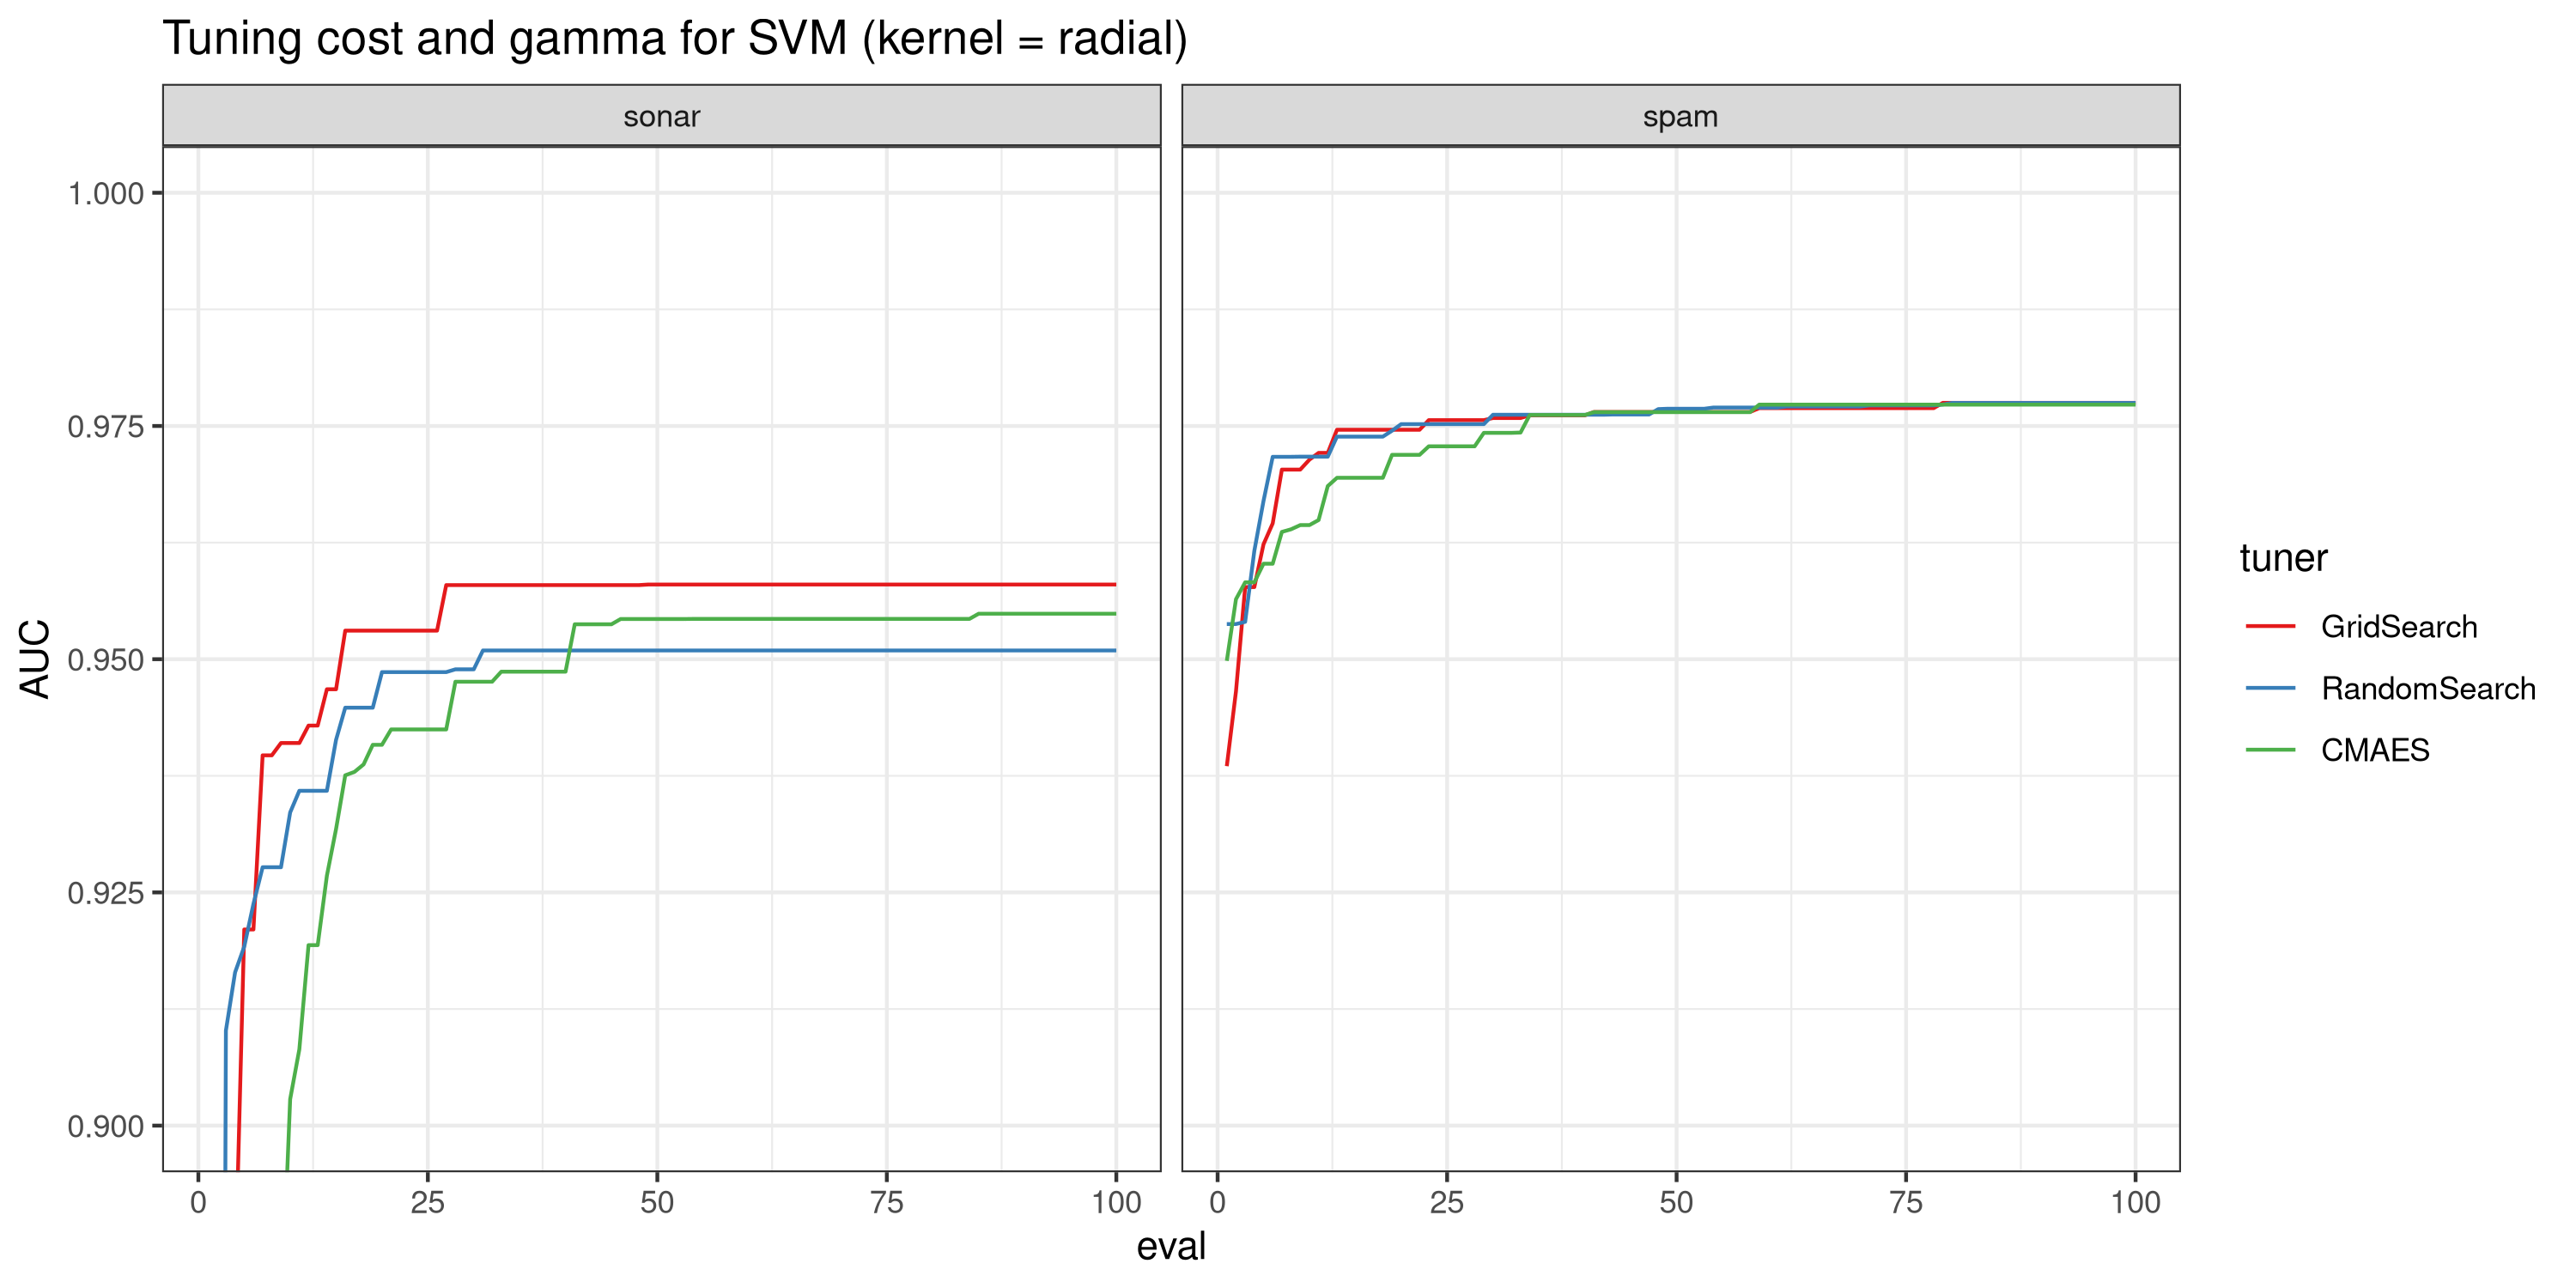 Tuning cost and gamma for SVM (kernel = radial)
sonar
spam
1.000
0.975
0.950
0.925
0.900
AUC
0 25 50 75 100
0 25 50 75 100
eval
tuner
GridSearch
RandomSearch
CMAES